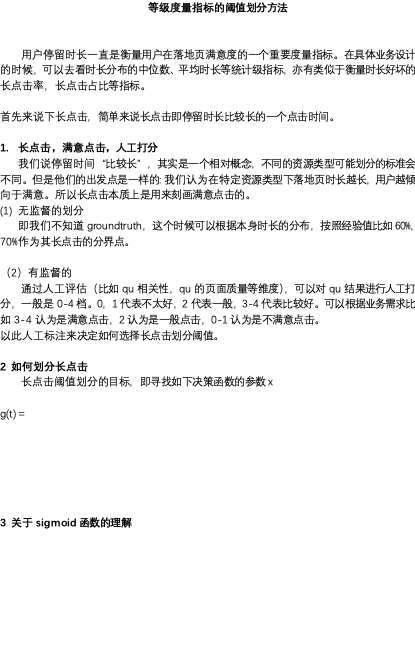 等级度量指标的阈值划分方法
用户停留时长一直是衡量用户在落地页满意度的一个重要度量指标。在具体业务设计
的时候，可以去看时长分布的中位数、平均时长等统计级指标，亦有类似于衡量时长好坏的
长点击率，长点击占比等指标。
首先来说下长点击，简单来说长点击即停留时长比较长的一个点击时间。
1. 长点击，满意点击，人工打分
我们说停留时间“比较长”，其实是一个相对概念，不同的资源类型可能划分的标准会
不同。但是他们的出发点是一样的：我们认为在特定资源类型下落地页时长越长，用户越倾
向于满意。所以长点击本质上是用来刻画满意点击的。
(1) 无监督的划分
即我们不知道 groundtruth，这个时候可以根据本身时长的分布，按照经验值比如 60%,
70%作为其长点击的分界点。
（2）有监督的
通过人工评估（比如 qu 相关性，qu 的页面质量等维度），可以对 qu 结果进行人工打
分，一般是 0-4 档。0，1 代表不太好，2 代表一般，3-4 代表比较好。可以根据业务需求比
如 3-4 认为是满意点击，2 认为是一般点击，0-1 认为是不满意点击。
以此人工标注来决定如何选择长点击划分阈值。
2 如何划分长点击
长点击阈值划分的目标，即寻找如下决策函数的参数 x
g(t) =
3 关于 sigmoid 函数的理解